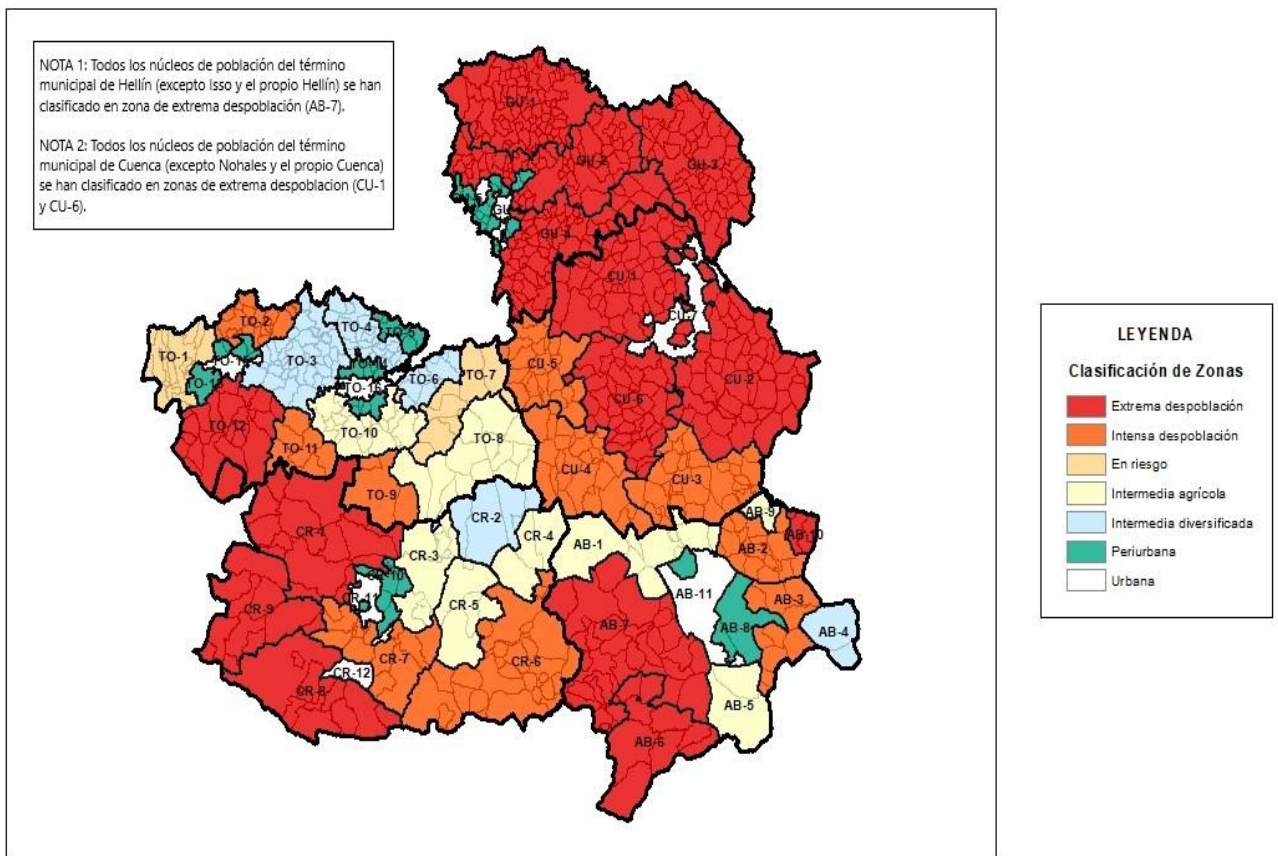 NOTA 1: Todos los núcleos de población del término
municipal de Hellín (excepto Isso y el propio Hellín) se han
clasificado en zona de extrema despoblación (AB-7).
NOTA 2: Todos los núcleos de población del término
municipal de Cuenca (excepto Nohales y el propio Cuenca)
se han clasificado en zonas de extrema despoblacion (CU-1
y CU-6).
GU-1
GU-2
GU-3
GU-4
CU-1
CU-7
CU-2
TO-2
TO-4
TO-5
TO-1
TO-3
TO-6
TO-7
CU-5
CU-6
TO-12
TO-10
TO-11
TO-8
TO-9
CU-4
CU-3
CR-1
CR-2
CR-3
CR-4
AB-1
AB-9
AB-10
AB-2
CR-10
CR-11
CR-5
AB-11
AB-3
CR-9
AB-7
AB-8
AB-4
CR-7
CR-6
CR-12
CR-8
AB-5
AB-6
LEYENDA
Clasificación de Zonas
Extrema despoblación
Intensa despoblación
En riesgo
Intermedia agrícola
Intermedia diversificada
Periurbana
Urbana